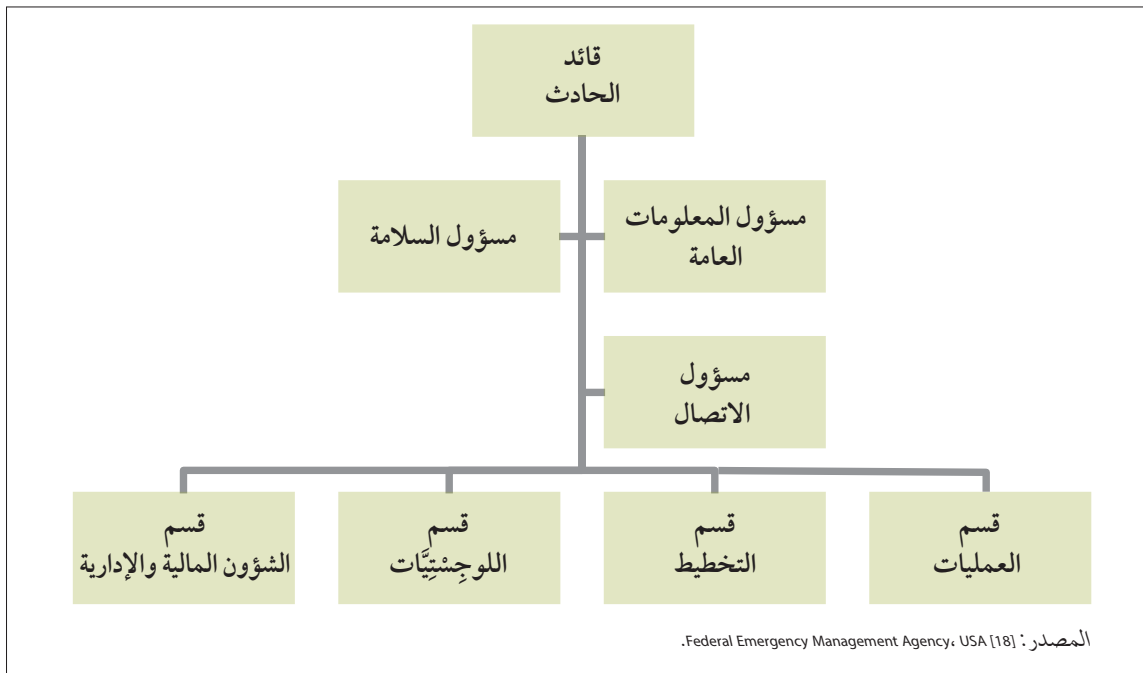 قائد
الحادث
مسؤول المعلومات
العامة
مسؤول السلامة
مسؤول
الاتصال
قسم
العمليات
قسم
التخطيط
قسم
اللوجِسْتِيَّات
قسم
الشؤون المالية والإدارية
المصدر: Federal Emergency Management Agency، USA [18].